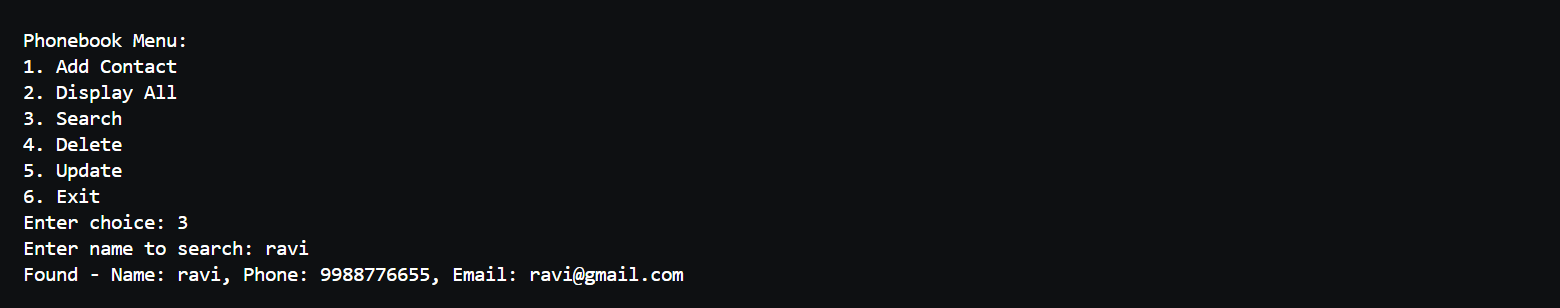 Phonebook Menu:
1. Add Contact
2. Display All
3. Search
4. Delete
5. Update
6. Exit
Enter choice: 3
Enter name to search: ravi
Found - Name: ravi, Phone: 9988776655, Email: ravi@gmail.com